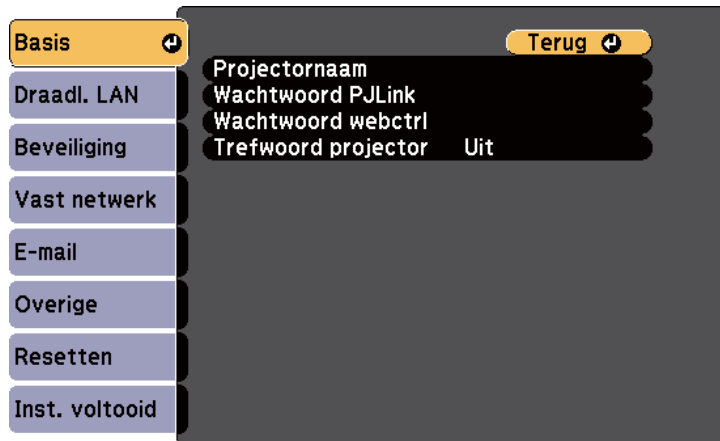 Basis
Draadl. LAN
Beveiliging
Vast netwerk
E-mail
Overige
Resetten
Inst. voltooid
Terug
Projectornaam
Wachtwoord PJLink
Wachtwoord webctrl
Trefwoord projector Uit